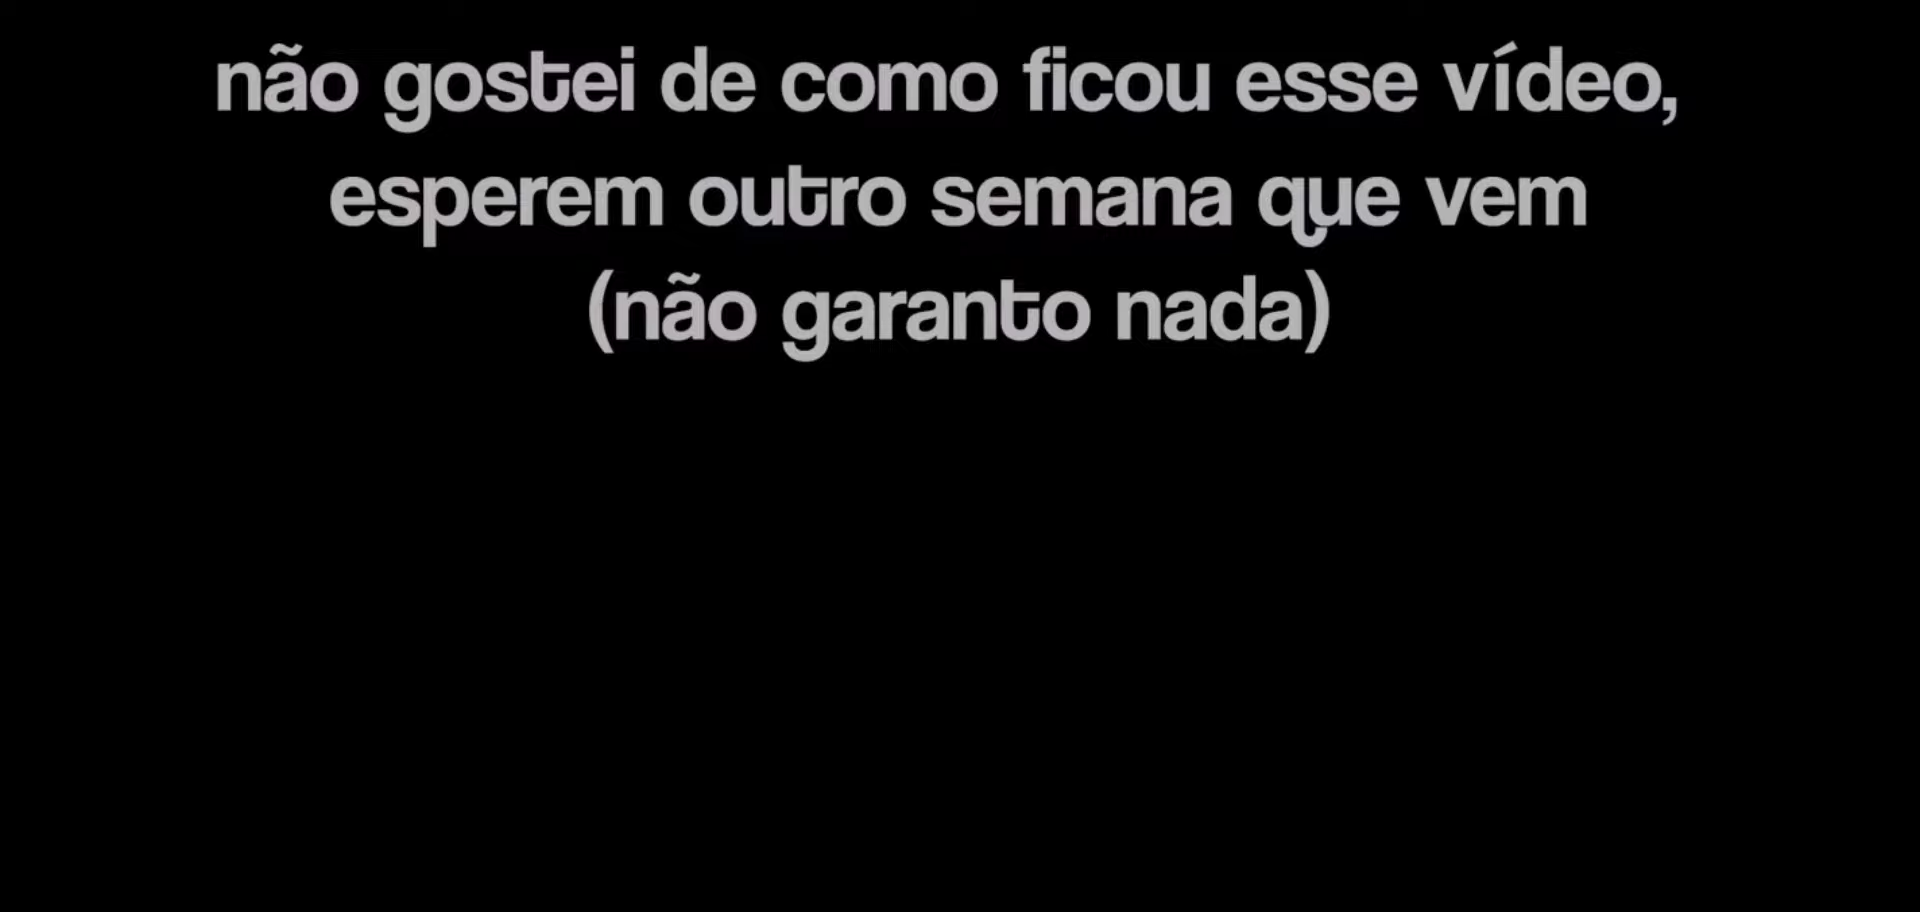 não gostei de como ficou esse vídeo,
esperem outro semana que vem
(não garanto nada)